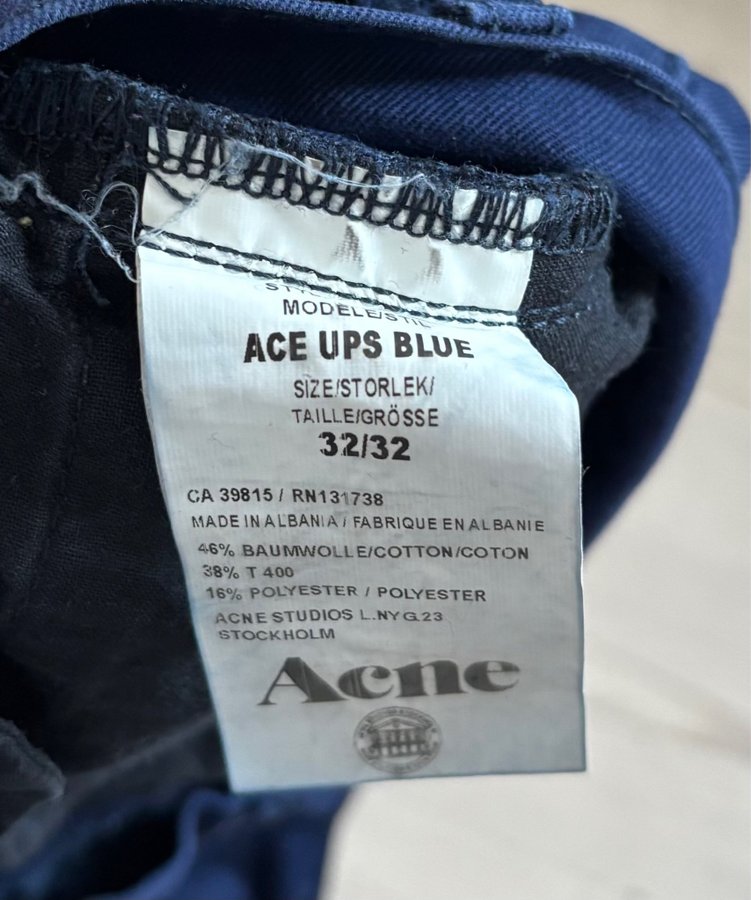 MODELE/STIL
ACE UPS BLUE
SIZE/STORLEK/
TAILLE/GRÖSSE
32/32
CA 39815 / RN131738
MADE IN ALBANIA / FABRIQUE EN ALBANIE
46% BAUMWOLLE/COTTON/COTON
38% T 400
16% POLYESTER / POLYESTER
ACNE STUDIOS L.NYG.23
STOCKHOLM
Acne